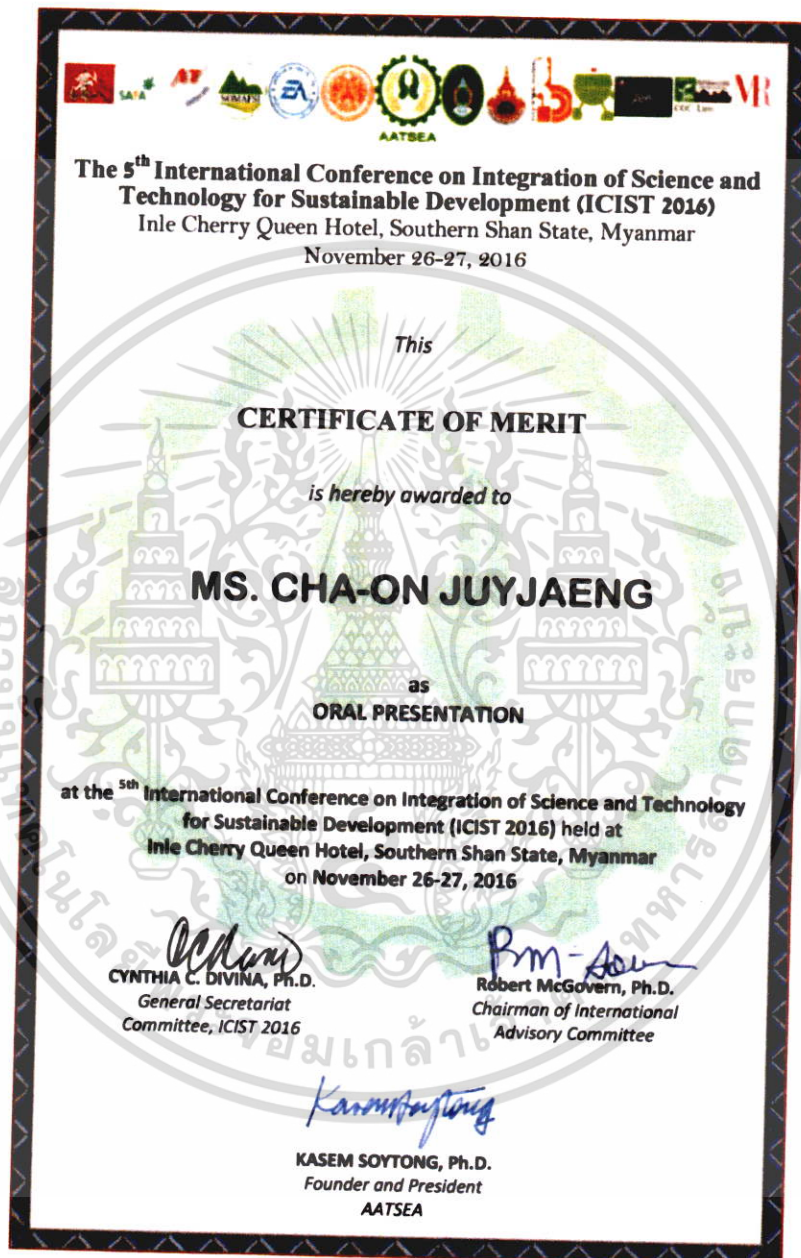 SAFA
AATSEA
VR
The 5th International Conference on Integration of Science and
Technology for Sustainable Development (ICIST 2016)
Inle Cherry Queen Hotel, Southern Shan State, Myanmar
November 26-27, 2016
This
CERTIFICATE OF MERIT
is hereby awarded to
MS. CHA-ON JUYJAENG
as
ORAL PRESENTATION
at the 5th International Conference on Integration of Science and Technology
for Sustainable Development (ICIST 2016) held at
Inle Cherry Queen Hotel, Southern Shan State, Myanmar
on November 26-27, 2016
CYNTHIA C. DIVINA, Ph.D.
General Secretariat
Committee, ICIST 2016
Robert McGovern, Ph.D.
Chairman of International
Advisory Committee
KASEM SOYTONG, Ph.D.
Founder and President
AATSEA